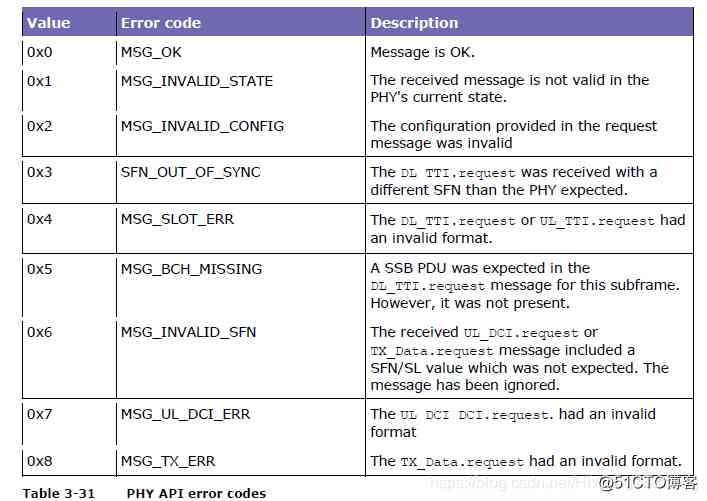 Value Error code Description
0x0 MSG_OK Message is OK.
0x1 MSG_INVALID_STATE The received message is not valid in the
PHY's current state.
0x2 MSG_INVALID_CONFIG The configuration provided in the request
message was invalid
0x3 SFN_OUT_OF_SYNC The DL_TTI.request was received with a
different SFN than the PHY expected.
0x4 MSG_SLOT_ERR The DL_TTI.request or UL_TTI.request had
an invalid format.
0x5 MSG_BCH_MISSING A SSB PDU was expected in the
DL_TTI.request message for this subframe.
However, it was not present.
0x6 MSG_INVALID_SFN The received UL_DCI.request or
TX_Data.request message included a
SFN/SL value which was not expected. The
message has been ignored.
0x7 MSG_UL_DCI_ERR The UL DCI DCI.request. had an invalid
format
0x8 MSG_TX_ERR The TX_Data.request had an invalid format.
Table 3-31 PHY API error codes
https://blog.csdn.net/
@51CTO博客